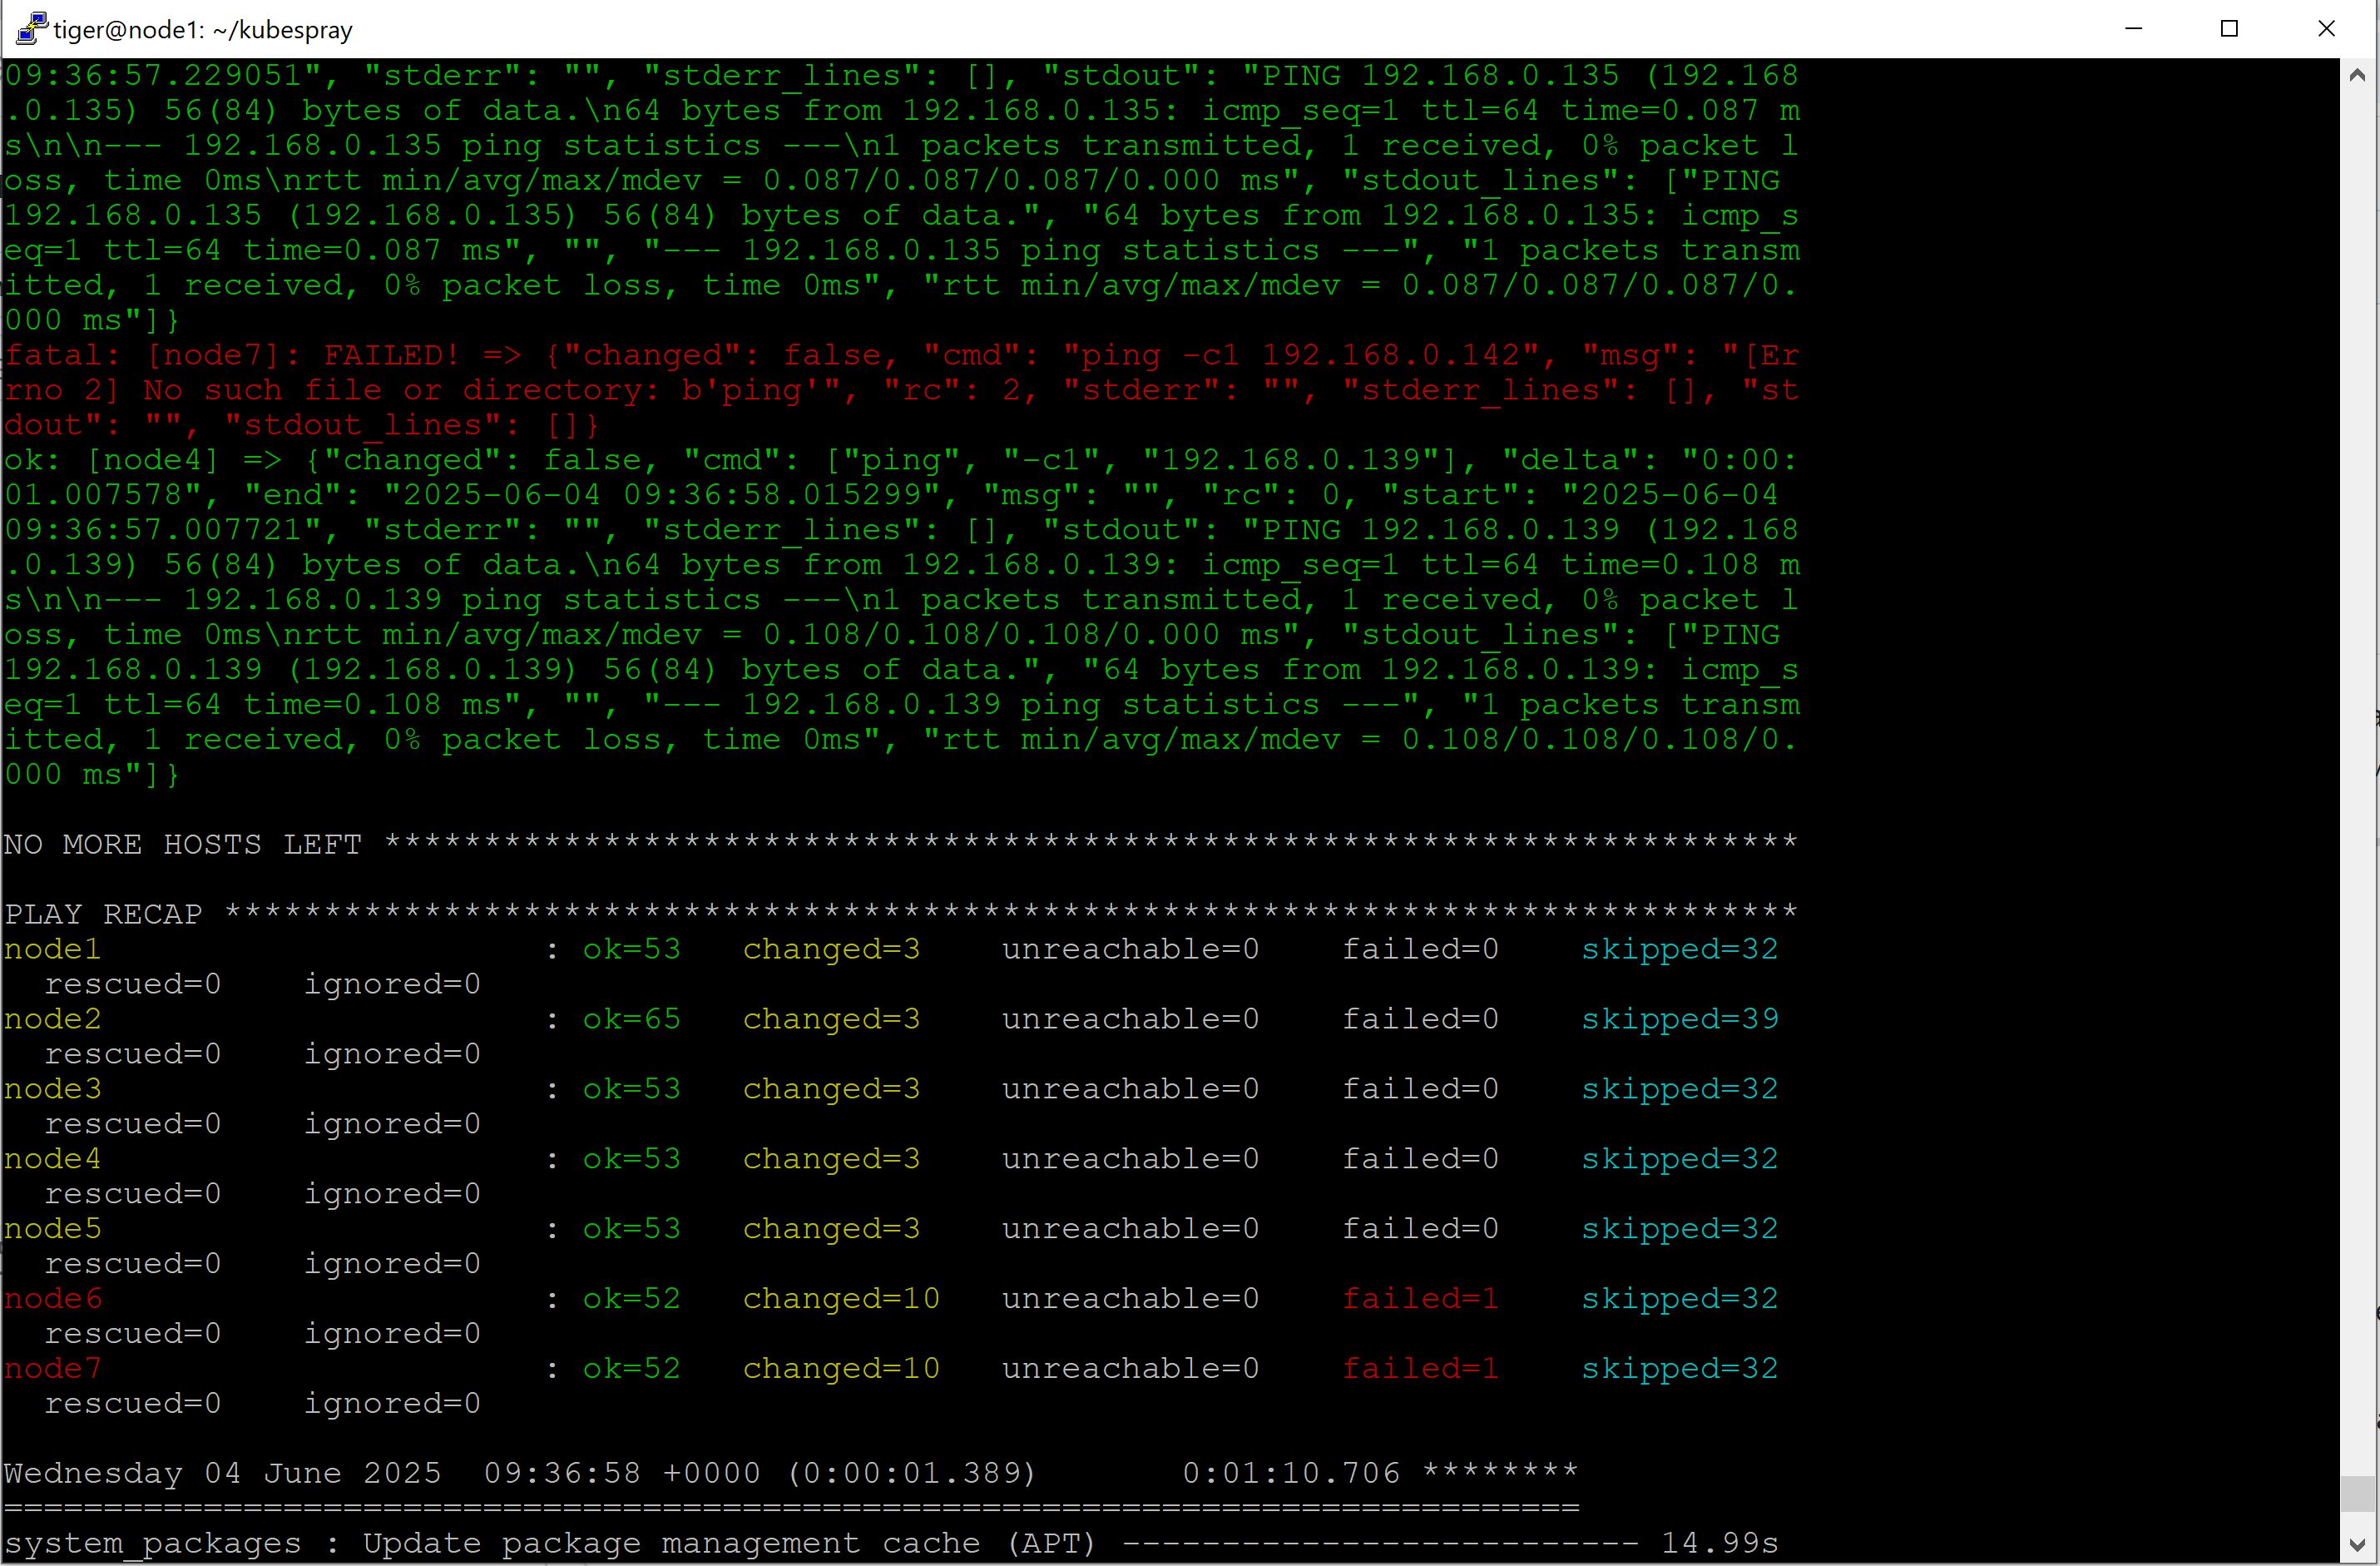 tiger@node1: ~/kubespray
09:36:57.229051", "stderr": "", "stderr_lines": [], "stdout": "PING 192.168.0.135 (192.168
.0.135) 56(84) bytes of data.\n64 bytes from 192.168.0.135: icmp_seq=1 ttl=64 time=0.087 m
s\n\n--- 192.168.0.135 ping statistics ---\n1 packets transmitted, 1 received, 0% packet l
oss, time 0ms\nrtt min/avg/max/mdev = 0.087/0.087/0.087/0.000 ms", "stdout_lines": ["PING
192.168.0.135 (192.168.0.135) 56(84) bytes of data.", "64 bytes from 192.168.0.135: icmp_s
eq=1 ttl=64 time=0.087 ms", "", "--- 192.168.0.135 ping statistics ---", "1 packets transm
itted, 1 received, 0% packet loss, time 0ms", "rtt min/avg/max/mdev = 0.087/0.087/0.087/0.
000 ms"]}
fatal: [node7]: FAILED! => {"changed": false, "cmd": "ping -c1 192.168.0.142", "msg": "[Er
rno 2] No such file or directory: b'ping'", "rc": 2, "stderr": "", "stderr_lines": [], "st
dout": "", "stdout_lines": []}
ok: [node4] => {"changed": false, "cmd": ["ping", "-c1", "192.168.0.139"], "delta": "0:00:
01.007578", "end": "2025-06-04 09:36:58.015299", "msg": "", "rc": 0, "start": "2025-06-04
09:36:57.007721", "stderr": "", "stderr_lines": [], "stdout": "PING 192.168.0.139 (192.168
.0.139) 56(84) bytes of data.\n64 bytes from 192.168.0.139: icmp_seq=1 ttl=64 time=0.108 m
s\n\n--- 192.168.0.139 ping statistics ---\n1 packets transmitted, 1 received, 0% packet l
oss, time 0ms\nrtt min/avg/max/mdev = 0.108/0.108/0.108/0.000 ms", "stdout_lines": ["PING
192.168.0.139 (192.168.0.139) 56(84) bytes of data.", "64 bytes from 192.168.0.139: icmp_s
eq=1 ttl=64 time=0.108 ms", "", "--- 192.168.0.139 ping statistics ---", "1 packets transm
itted, 1 received, 0% packet loss, time 0ms", "rtt min/avg/max/mdev = 0.108/0.108/0.108/0.
000 ms"]}
NO MORE HOSTS LEFT ***********************************************************************
PLAY RECAP *******************************************************************************
node1 : ok=53 changed=3 unreachable=0 failed=0 skipped=32
rescued=0 ignored=0
node2 : ok=65 changed=3 unreachable=0 failed=0 skipped=39
rescued=0 ignored=0
node3 : ok=53 changed=3 unreachable=0 failed=0 skipped=32
rescued=0 ignored=0
node4 : ok=53 changed=3 unreachable=0 failed=0 skipped=32
rescued=0 ignored=0
node5 : ok=53 changed=3 unreachable=0 failed=0 skipped=32
rescued=0 ignored=0
node6 : ok=52 changed=10 unreachable=0 failed=1 skipped=32
rescued=0 ignored=0
node7 : ok=52 changed=10 unreachable=0 failed=1 skipped=32
rescued=0 ignored=0
Wednesday 04 June 2025 09:36:58 +0000 (0:00:01.389) 0:01:10.706 ********
===============================================================================
system_packages : Update package management cache (APT) -------------------------- 14.99s